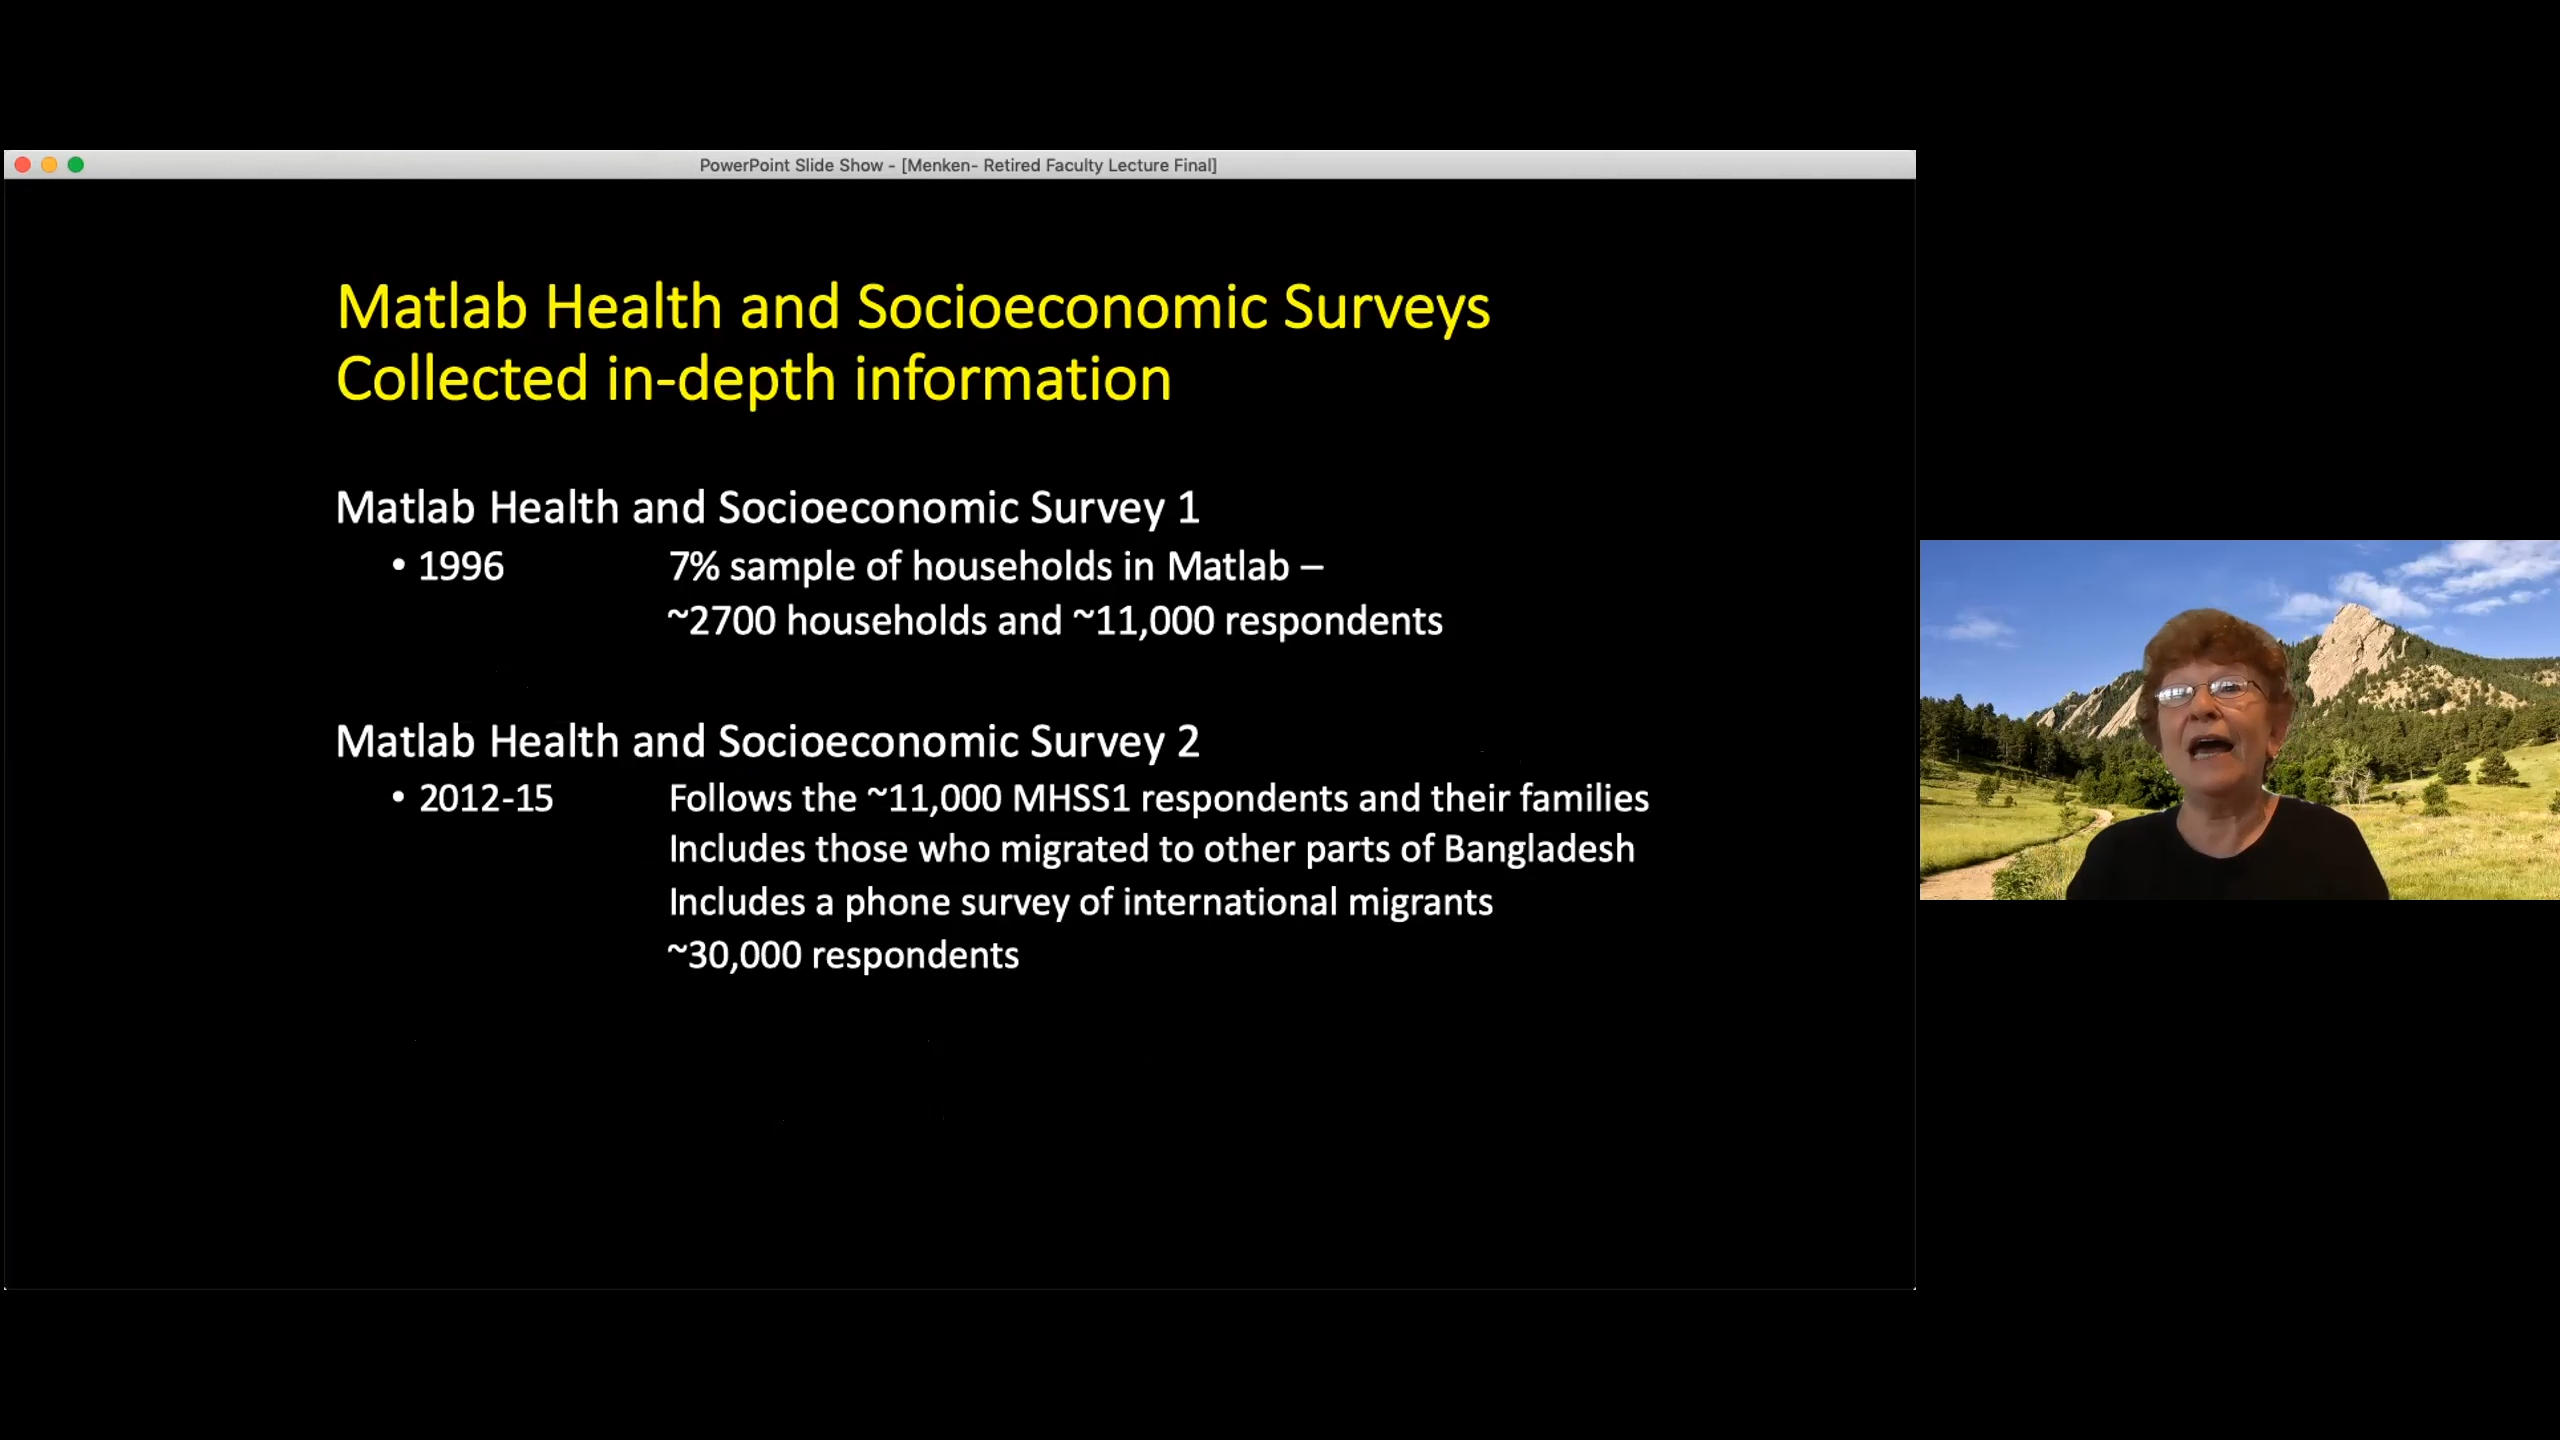 PowerPoint Slide Show - [Menken- Retired Faculty Lecture Final]
Matlab Health and Socioeconomic Surveys
Collected in-depth information
Matlab Health and Socioeconomic Survey 1
• 1996 7% sample of households in Matlab –
~2700 households and ~11,000 respondents
Matlab Health and Socioeconomic Survey 2
• 2012-15 Follows the ~11,000 MHSS1 respondents and their families
Includes those who migrated to other parts of Bangladesh
Includes a phone survey of international migrants
~30,000 respondents